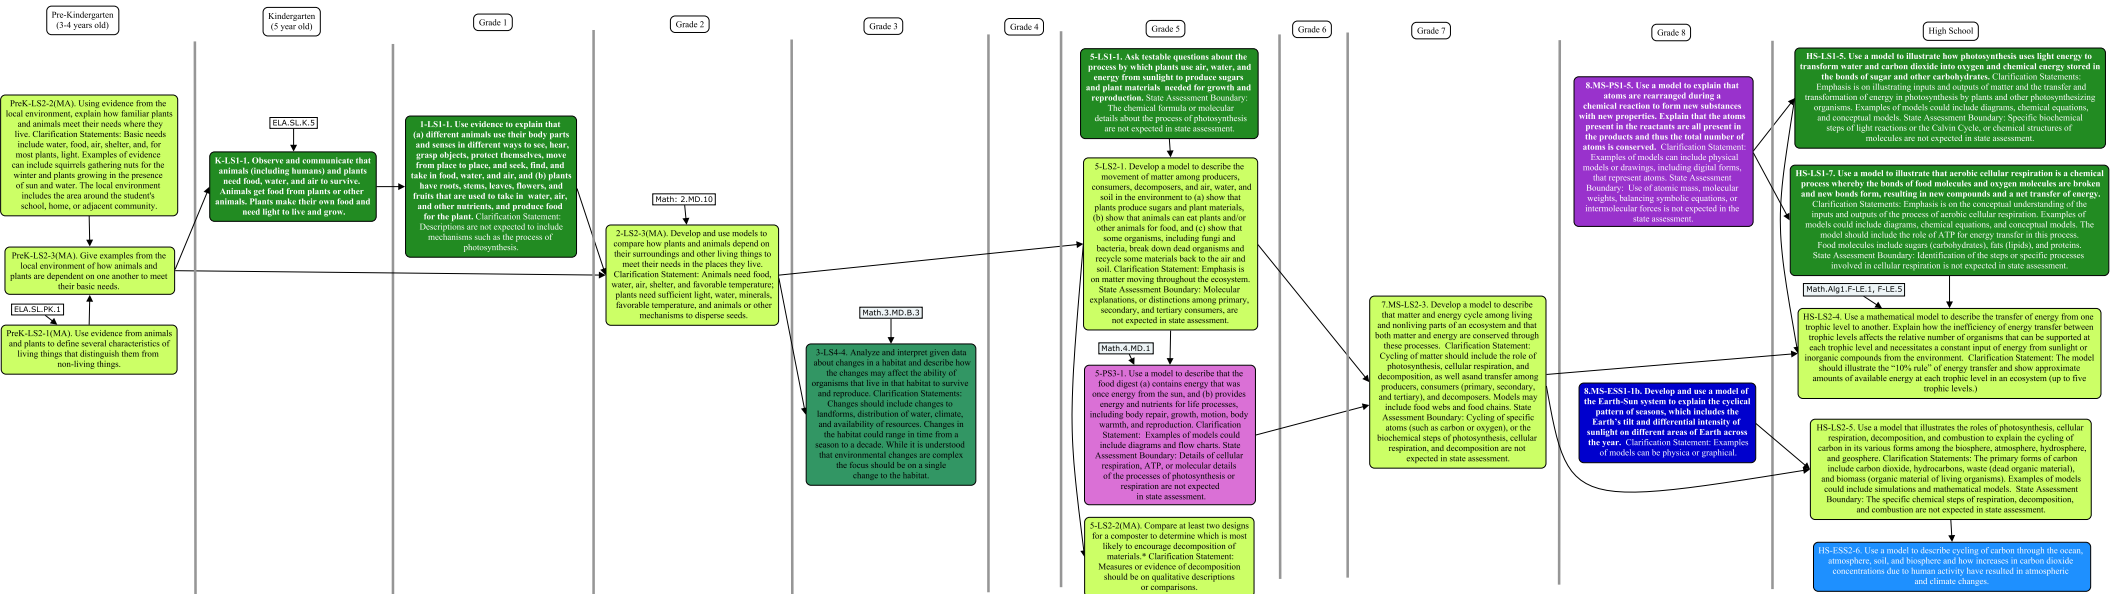 Pre-Kindergarten
(3-4 years old)
Kindergarten
(5 year old)
Grade 1
Grade 2
Grade 3
Grade 4
Grade 5
Grade 6
Grade 7
Grade 8
High School
PreK-LS2-2(MA). Using evidence from the
local environment, explain how familiar plants
and animals meet their needs where they
live. Clarification Statements: Basic needs
include water, food, air, shelter, and, for
most plants, light. Examples of evidence
can include squirrels gathering nuts for the
winter and plants growing in the presence
of sun and water. The local environment
includes the area around the student's
school, home, or adjacent community.
PreK-LS2-3(MA). Give examples from the
local environment of how animals and
plants are dependent on one another to meet
their basic needs.
ELA.SL.PK.1
PreK-LS2-1(MA). Use evidence from animals
and plants to define several characteristics of
living things that distinguish them from
non-living things.
ELA.SL.K.5
K-LS1-1. Observe and communicate that
animals (including humans) and plants
need food, water, and air to survive.
Animals get food from plants or other
animals. Plants make their own food and
need light to live and grow.
1-LS1-1. Use evidence to explain that
(a) different animals use their body parts
and senses in different ways to see, hear,
grasp objects, protect themselves, move
from place to place, and seek, find, and
take in food, water, and air, and (b) plants
have roots, stems, leaves, flowers, and
fruits that are used to take in water, air,
and other nutrients, and produce food
for the plant. Clarification Statement:
Descriptions are not expected to include
mechanisms such as the process of
photosynthesis.
Math: 2.MD.10
2-LS2-3(MA). Develop and use models to
compare how plants and animals depend on
their surroundings and other living things to
meet their needs in the places they live.
Clarification Statement: Animals need food,
water, air, shelter, and favorable temperature;
plants need sufficient light, water, minerals,
favorable temperature, and animals or other
mechanisms to disperse seeds.
Math.3.MD.B.3
3-LS4-4. Analyze and interpret given data
about changes in a habitat and describe how
the changes may affect the ability of
organisms that live in that habitat to survive
and reproduce. Clarification Statements:
Changes should include changes to
landforms, distribution of water, climate,
and availability of resources. Changes in
the habitat could range in time from a
season to a decade. While it is understood
that environmental changes are complex
the focus should be on a single
change to the habitat.
5-LS1-1. Ask testable questions about the
process by which plants use air, water, and
energy from sunlight to produce sugars
and plant materials needed for growth and
reproduction. State Assessment Boundary:
The chemical formula or molecular
details about the process of photosynthesis
are not expected in state assessment.
5-LS2-1. Develop a model to describe the
movement of matter among producers,
consumers, decomposers, and air, water, and
soil in the environment to (a) show that
plants produce sugars and plant materials,
(b) show that animals can eat plants and/or
other animals for food, and (c) show that
some organisms, including fungi and
bacteria, break down dead organisms and
recycle some materials back to the air and
soil. Clarification Statement: Emphasis is
on matter moving throughout the ecosystem.
State Assessment Boundary: Molecular
explanations, or distinctions among primary,
secondary, and tertiary consumers, are
not expected in state assessment.
Math.4.MD.1
5-PS3-1. Use a model to describe that the
food digest (a) contains energy that was
once energy from the sun, and (b) provides
energy and nutrients for life processes,
including body repair, growth, motion, body
warmth, and reproduction. Clarification
Statement: Examples of models could
include diagrams and flow charts. State
Assessment Boundary: Details of cellular
respiration, ATP, or molecular details
of the processes of photosynthesis or
respiration are not expected
in state assessment.
5-LS2-2(MA). Compare at least two designs
for a composter to determine which is most
likely to encourage decomposition of
materials.* Clarification Statement:
Measures or evidence of decomposition
should be on qualitative descriptions
or comparisons.
7.MS-LS2-3. Develop a model to describe
that matter and energy cycle among living
and nonliving parts of an ecosystem and that
both matter and energy are conserved through
these processes. Clarification Statement:
Cycling of matter should include the role of
photosynthesis, cellular respiration, and
decomposition, as well asand transfer among
producers, consumers (primary, secondary,
and tertiary), and decomposers. Models may
include food webs and food chains. State
Assessment Boundary: Cycling of specific
atoms (such as carbon or oxygen), or the
biochemical steps of photosynthesis, cellular
respiration, and decomposition are not
expected in state assessment.
8.MS-PS1-5. Use a model to explain that
atoms are rearranged during a
chemical reaction to form new substances
with new properties. Explain that the atoms
present in the reactants are all present in
the products and thus the total number of
atoms is conserved. Clarification Statement:
Examples of models can include physical
models or drawings, including digital forms,
that represent atoms. State Assessment
Boundary: Use of atomic mass, molecular
weights, balancing symbolic equations, or
intermolecular forces is not expected in the
state assessment.
8.MS-ESS1-1b. Develop and use a model of
the Earth-Sun system to explain the cyclical
pattern of seasons, which includes the
Earth's tilt and differential intensity of
sunlight on different areas of Earth across
the year. Clarification Statement: Examples
of models can be physica or graphical.
HS-LS1-5. Use a model to illustrate how photosynthesis uses light energy to
transform water and carbon dioxide into oxygen and chemical energy stored in
the bonds of sugar and other carbohydrates. Clarification Statements:
Emphasis is on illustrating inputs and outputs of matter and the transfer and
transformation of energy in photosynthesis by plants and other photosynthesizing
organisms. Examples of models could include diagrams, chemical equations,
and conceptual models. State Assessment Boundary: Specific biochemical
steps of light reactions or the Calvin Cycle, or chemical structures of
molecules are not expected in state assessment.
HS-LS1-7. Use a model to illustrate that aerobic cellular respiration is a chemical
process whereby the bonds of food molecules and oxygen molecules are broken
and new bonds form, resulting in new compounds and a net transfer of energy.
Clarification Statements: Emphasis is on the conceptual understanding of the
inputs and outputs of the process of aerobic cellular respiration. Examples of
models could include diagrams, chemical equations, and conceptual models. The
model should include the role of ATP for energy transfer in this process.
Food molecules include sugars (carbohydrates), fats (lipids), and proteins.
State Assessment Boundary: Identification of the steps or specific processes
involved in cellular respiration is not expected in state assessment.
Math.Alg1.F-LE.1, F-LE.5
HS-LS2-4. Use a mathematical model to describe the transfer of energy from one
trophic level to another. Explain how the inefficiency of energy transfer between
trophic levels affects the relative number of organisms that can be supported at
each trophic level and necessitates a constant input of energy from sunlight or
inorganic compounds from the environment. Clarification Statement: The model
should illustrate the “10% rule” of energy transfer and show approximate
amounts of available energy at each trophic level in an ecosystem (up to five
trophic levels.)
HS-LS2-5. Use a model that illustrates the roles of photosynthesis, cellular
respiration, decomposition, and combustion to explain the cycling of
carbon in its various forms among the biosphere, atmosphere, hydrosphere,
and geosphere. Clarification Statements: The primary forms of carbon
include carbon dioxide, hydrocarbons, waste (dead organic material),
and biomass (organic material of living organisms). Examples of models
could include simulations and mathematical models. State Assessment
Boundary: The specific chemical steps of respiration, decomposition,
and combustion are not expected in state assessment.
HS-ESS2-6. Use a model to describe cycling of carbon through the ocean,
atmosphere, soil, and biosphere and how increases in carbon dioxide
concentrations due to human activity have resulted in atmospheric
and climate changes.